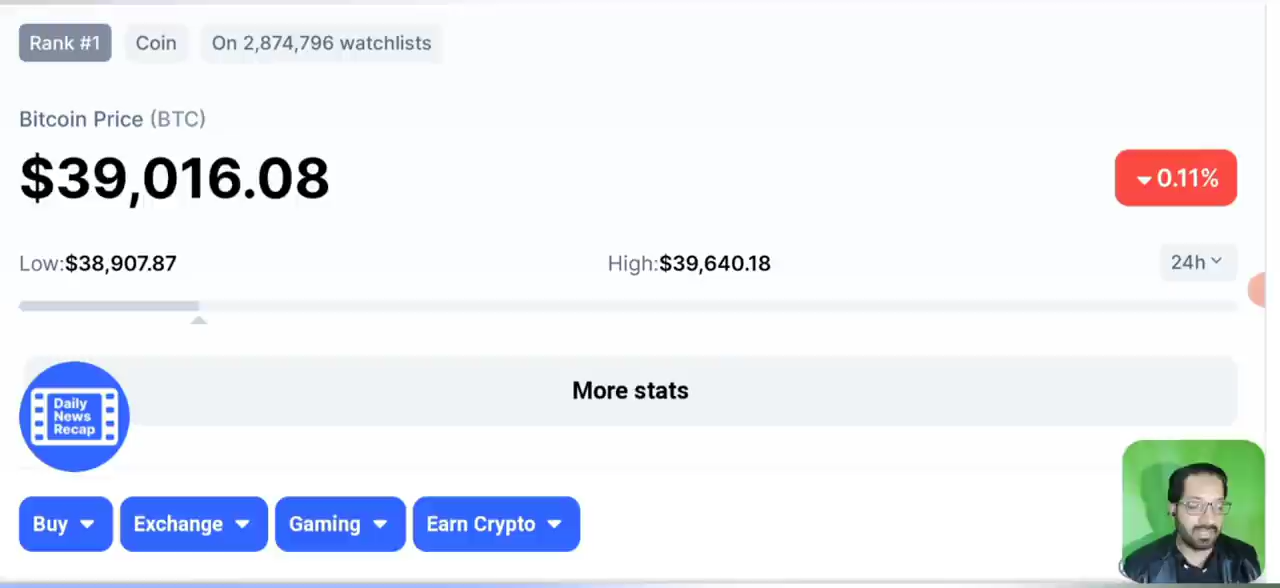 Rank #1 Coin On 2,874,796 watchlists
Bitcoin Price (BTC)
$39,016.08
0.11%
Low:$38,907.87 High:$39,640.18 24h
More stats
Daily
News
Recap
Buy Exchange Gaming Earn Crypto